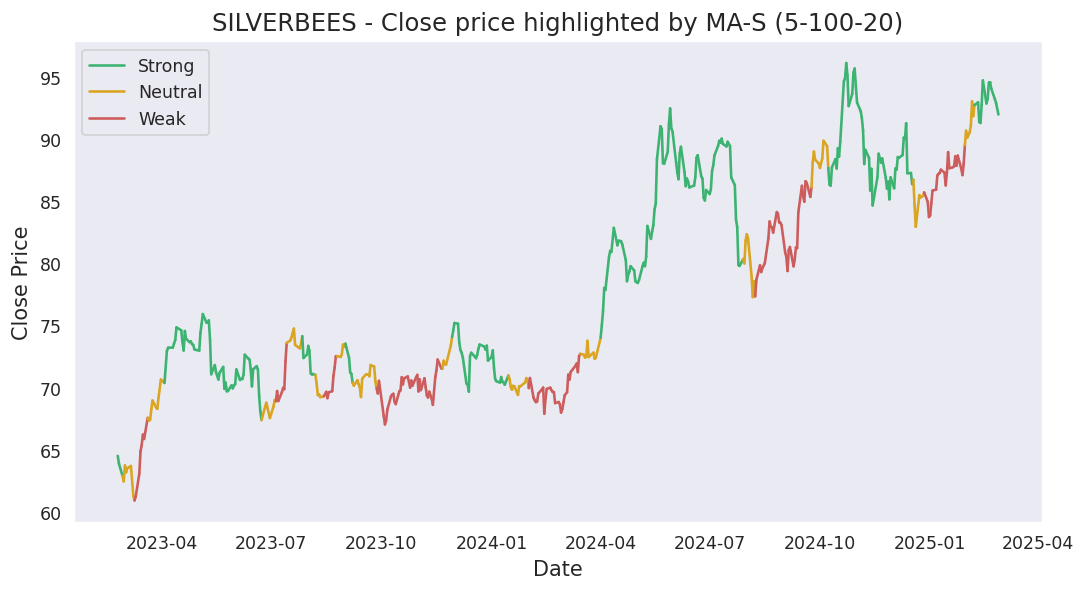 SILVERBEES - Close price highlighted by MA-S (5-100-20)
Strong
Neutral
Weak
Close Price
95
90
85
80
75
70
65
60
2023-04 2023-07 2023-10 2024-01 2024-04 2024-07 2024-10 2025-01 2025-04
Date